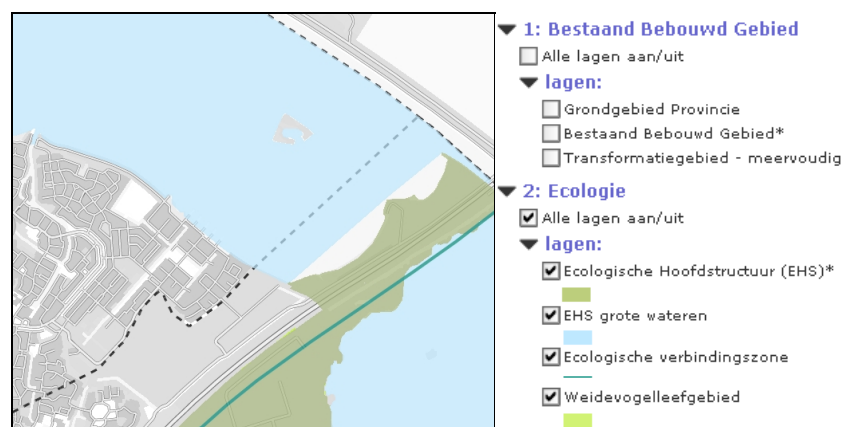 1: Bestaand Bebouwd Gebied
Alle lagen aan/uit
lagen:
Grondgebied Provincie
Bestaand Bebouwd Gebied*
Transformatiegebied - meervoudig
2: Ecologie
Alle lagen aan/uit
lagen:
Ecologische Hoofdstructuur (EHS)*
EHS grote wateren
Ecologische verbindingszone
Weidevogelleefgebied